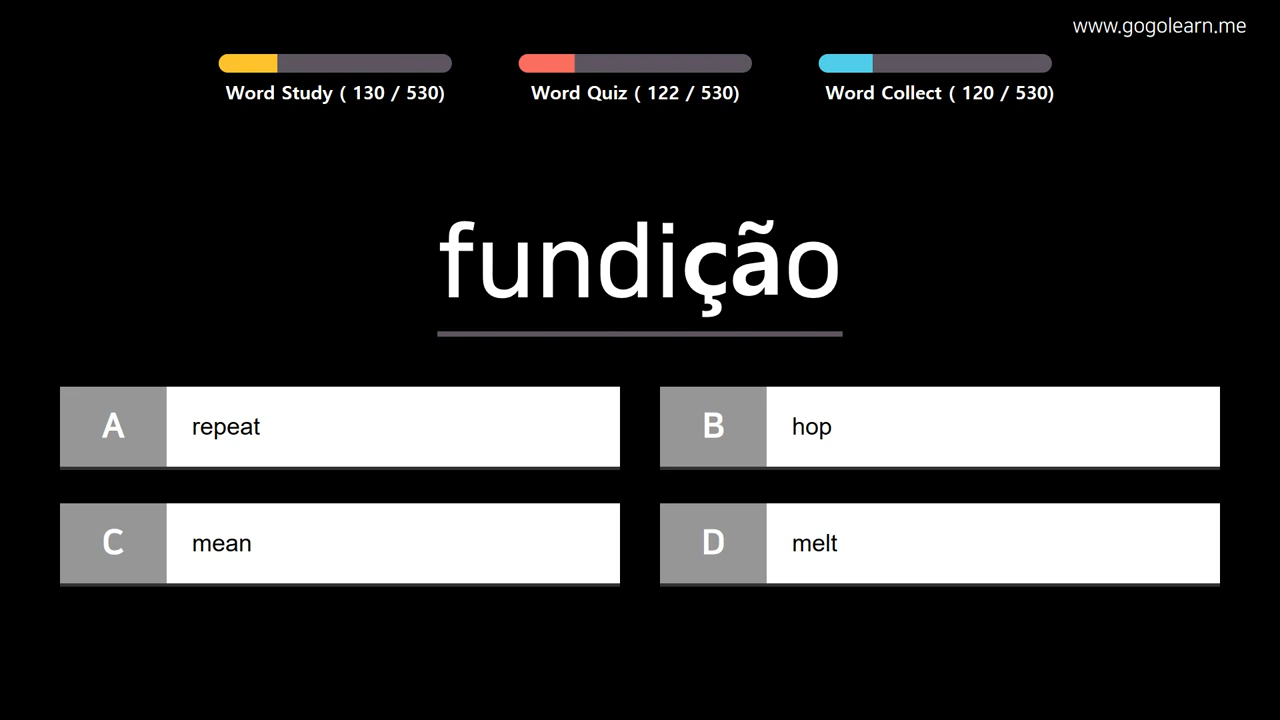 www.gogolearn.me
Word Study ( 130 / 530)
Word Quiz ( 122 / 530)
Word Collect ( 120 / 530)
fundição
A repeat
B hop
C mean
D melt